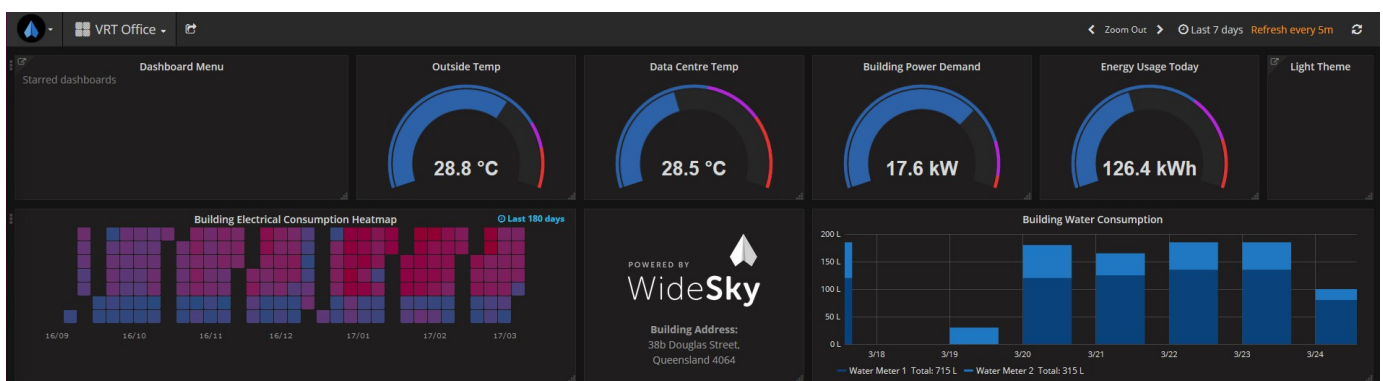 VRT Office
Zoom Out
Last 7 days Refresh every 5m
Dashboard Menu
Starred dashboards
Outside Temp
28.8 °C
Data Centre Temp
28.5 °C
Building Power Demand
17.6 kW
Energy Usage Today
126.4 kWh
Light Theme
Building Electrical Consumption Heatmap
Last 180 days
16/09 16/10 16/11 16/12 17/01 17/02 17/03
POWERED BY
WideSky
Building Address:
38b Douglas Street,
Queensland 4064
Building Water Consumption
200 L
150 L
100 L
50 L
0 L
3/18 3/19 3/20 3/21 3/22 3/23 3/24
Water Meter 1 Total: 715 L Water Meter 2 Total: 315 L